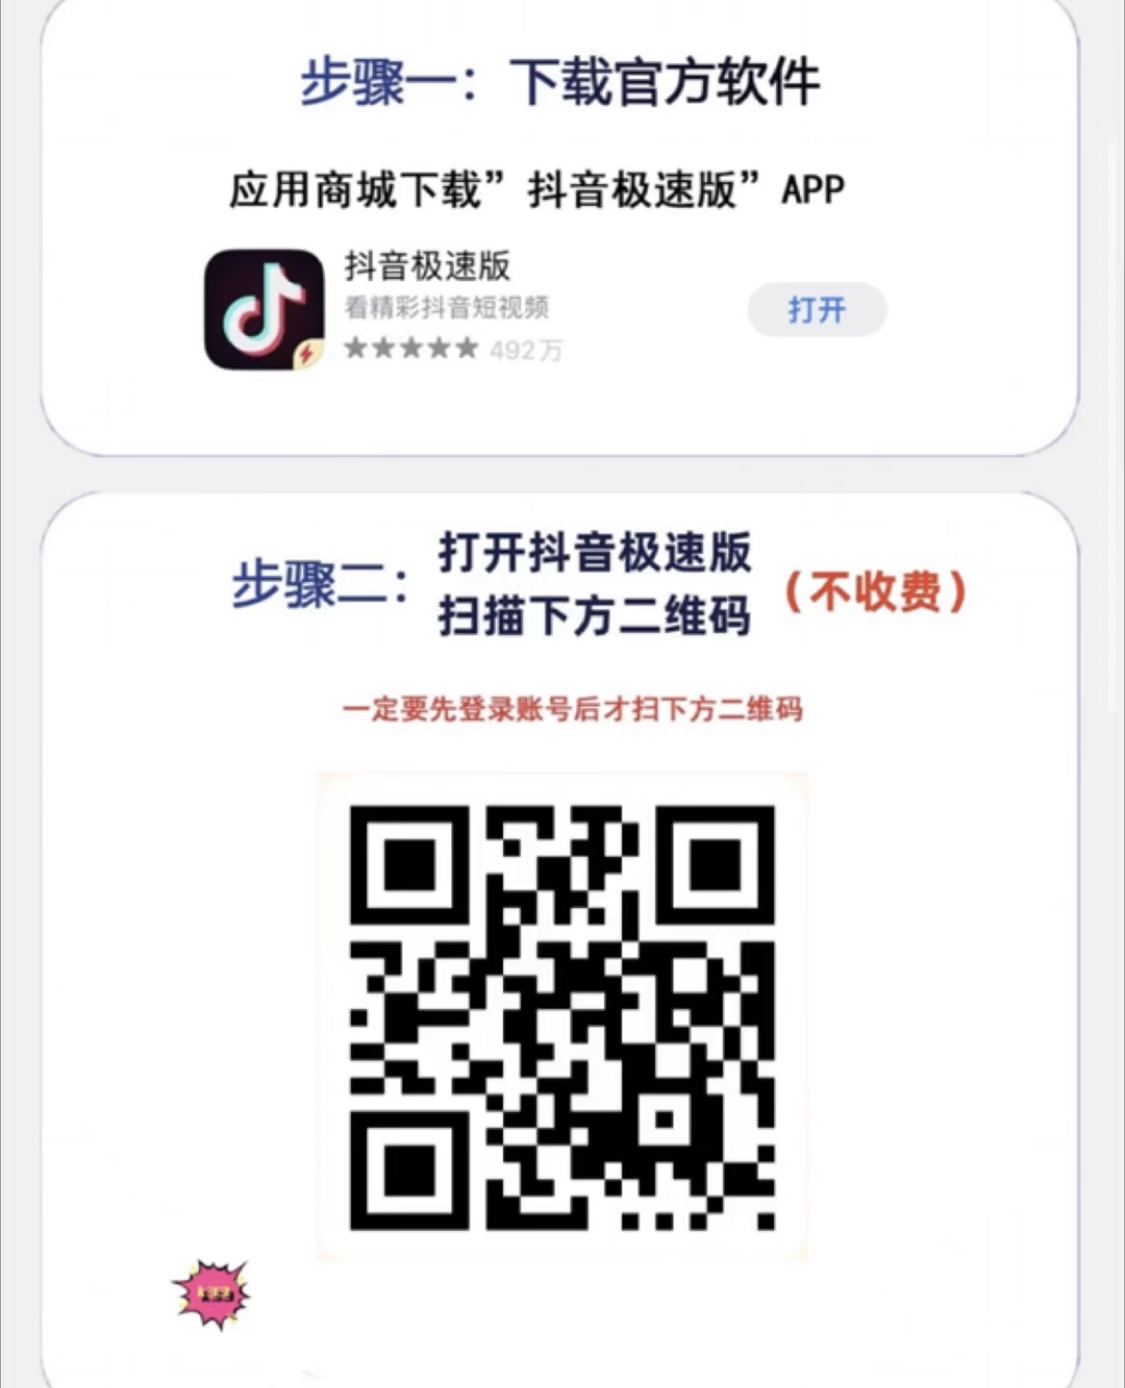 步骤一：下载官方软件
应用商城下载”抖音极速版”APP
抖音极速版
看精彩抖音短视频
打开
★★★★★ 492万
步骤二：
打开抖音极速版
扫描下方二维码
（不收费）
一定要先登录账号后才扫下方二维码